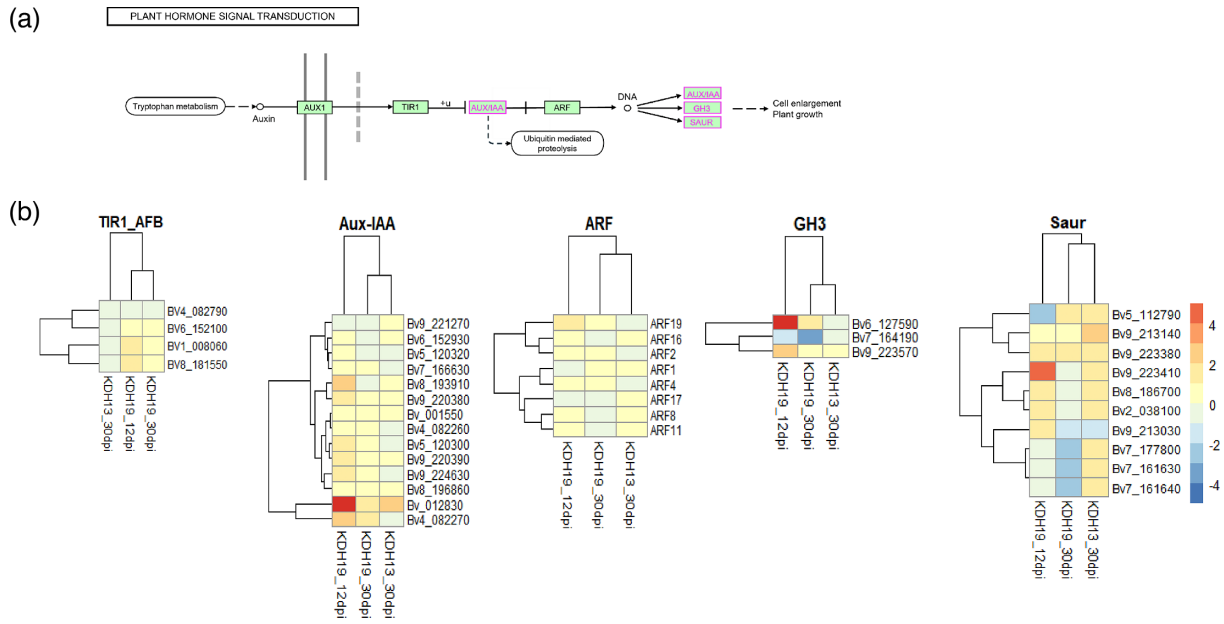 (a)
PLANT HORMONE SIGNAL TRANSDUCTION
Tryptophan metabolism
Auxin
AUX1
TIR1
+u
AUX/IAA
Ubiquitin mediated
proteolysis
ARF
DNA
AUX/IAA
GH3
SAUR
Cell enlargement
Plant growth
(b)
TIR1_AFB
BV4_082790
BV6_152100
BV1_008060
BV8_181550
KDH13_30dpi
KDH19_12dpi
KDH19_30dpi
Aux-IAA
Bv9_221270
Bv6_152930
Bv5_120320
Bv7_166630
Bv8_193910
Bv9_220380
Bv_001550
Bv4_082260
Bv5_120300
Bv9_220390
Bv9_224630
Bv8_196860
Bv_012830
Bv4_082270
KDH19_12dpi
KDH19_30dpi
KDH13_30dpi
ARF
ARF19
ARF16
ARF2
ARF1
ARF4
ARF17
ARF8
ARF11
KDH19_12dpi
KDH19_30dpi
KDH13_30dpi
GH3
Bv6_127590
Bv7_164190
Bv9_223570
KDH19_12dpi
KDH19_30dpi
KDH13_30dpi
Saur
Bv5_112790
Bv9_213140
Bv9_223380
Bv9_223410
Bv8_186700
Bv2_038100
Bv9_213030
Bv7_177800
Bv7_161630
Bv7_161640
KDH19_12dpi
KDH19_30dpi
KDH13_30dpi
4
2
0
-2
-4